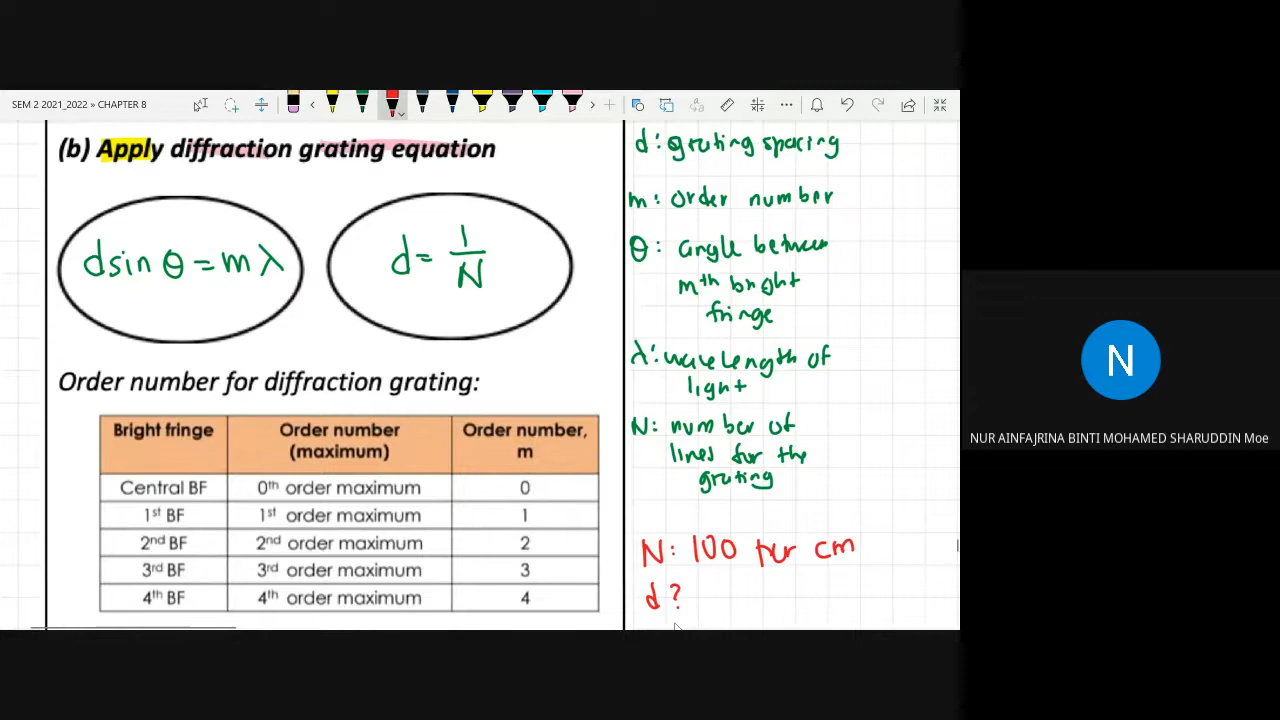 SEM 2 2021_2022 » CHAPTER 8
(b) Apply diffraction grating equation
d sin θ = m λ
d = 1/N
Order number for diffraction grating:
Bright fringe Order number (maximum) Order number, m
Central BF 0th order maximum 0
1st BF 1st order maximum 1
2nd BF 2nd order maximum 2
3rd BF 3rd order maximum 3
4th BF 4th order maximum 4
d: grating spacing
m: order number
θ: angle between
mth bright
fringe
λ: wavelength of
light
N: number of
lines for the
grating
N: 100 per cm
d?
N
NUR AINFAJRINA BINTI MOHAMED SHARUDDIN Moe